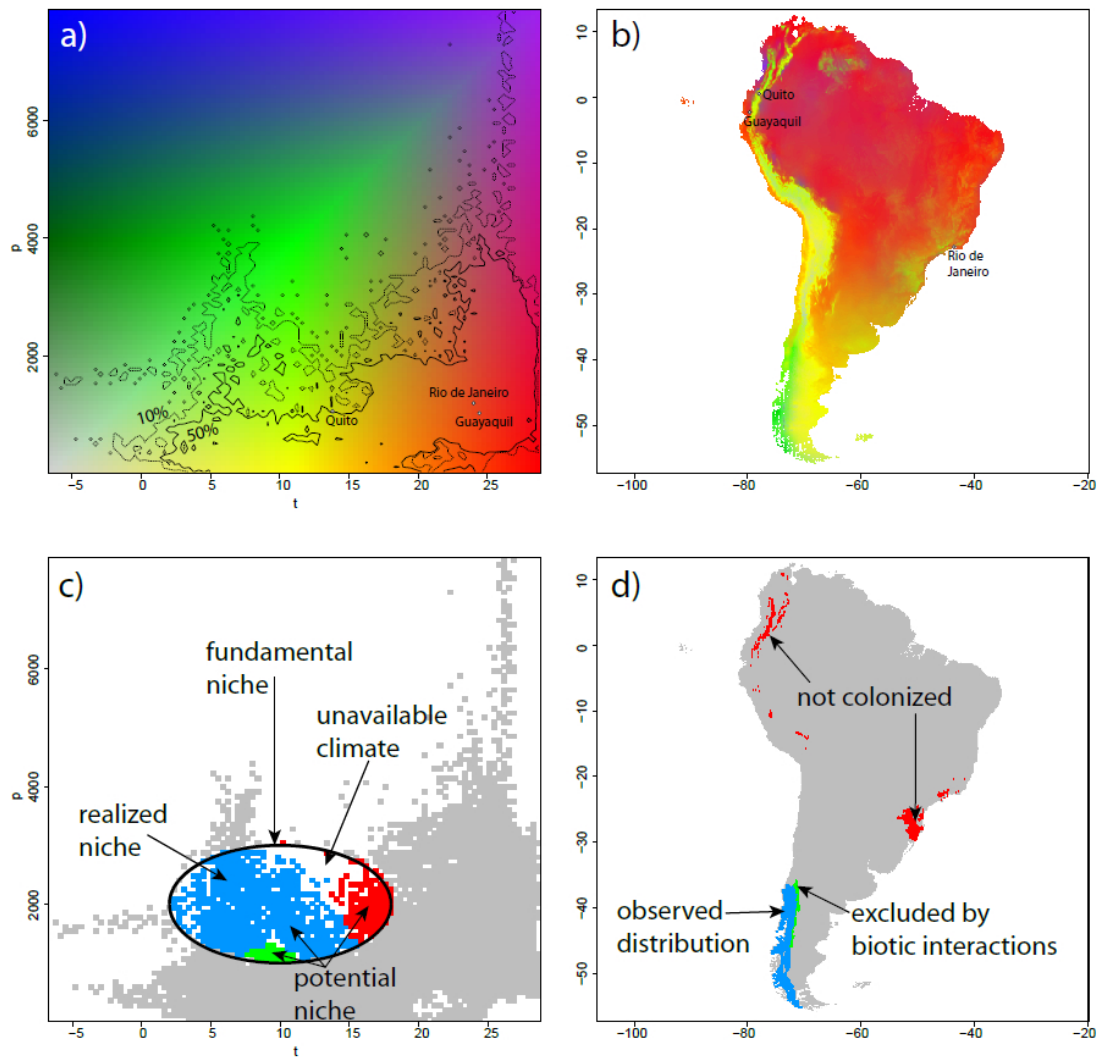 a)
p
6000
4000
2000
10%
50%
Quito
Rio de Janeiro
Guayaquil
−5
0
5
10
15
20
25
t
b)
10
0
−10
−20
−30
−40
−50
Quito
Guayaquil
Rio de
Janeiro
−100
−80
−60
−40
−20
c)
p
6000
4000
2000
fundamental
niche
unavailable
climate
realized
niche
potential
niche
−5
0
5
10
15
20
25
t
d)
10
0
−10
−20
−30
−40
−50
not colonized
observed
distribution
excluded by
biotic interactions
−100
−80
−60
−40
−20